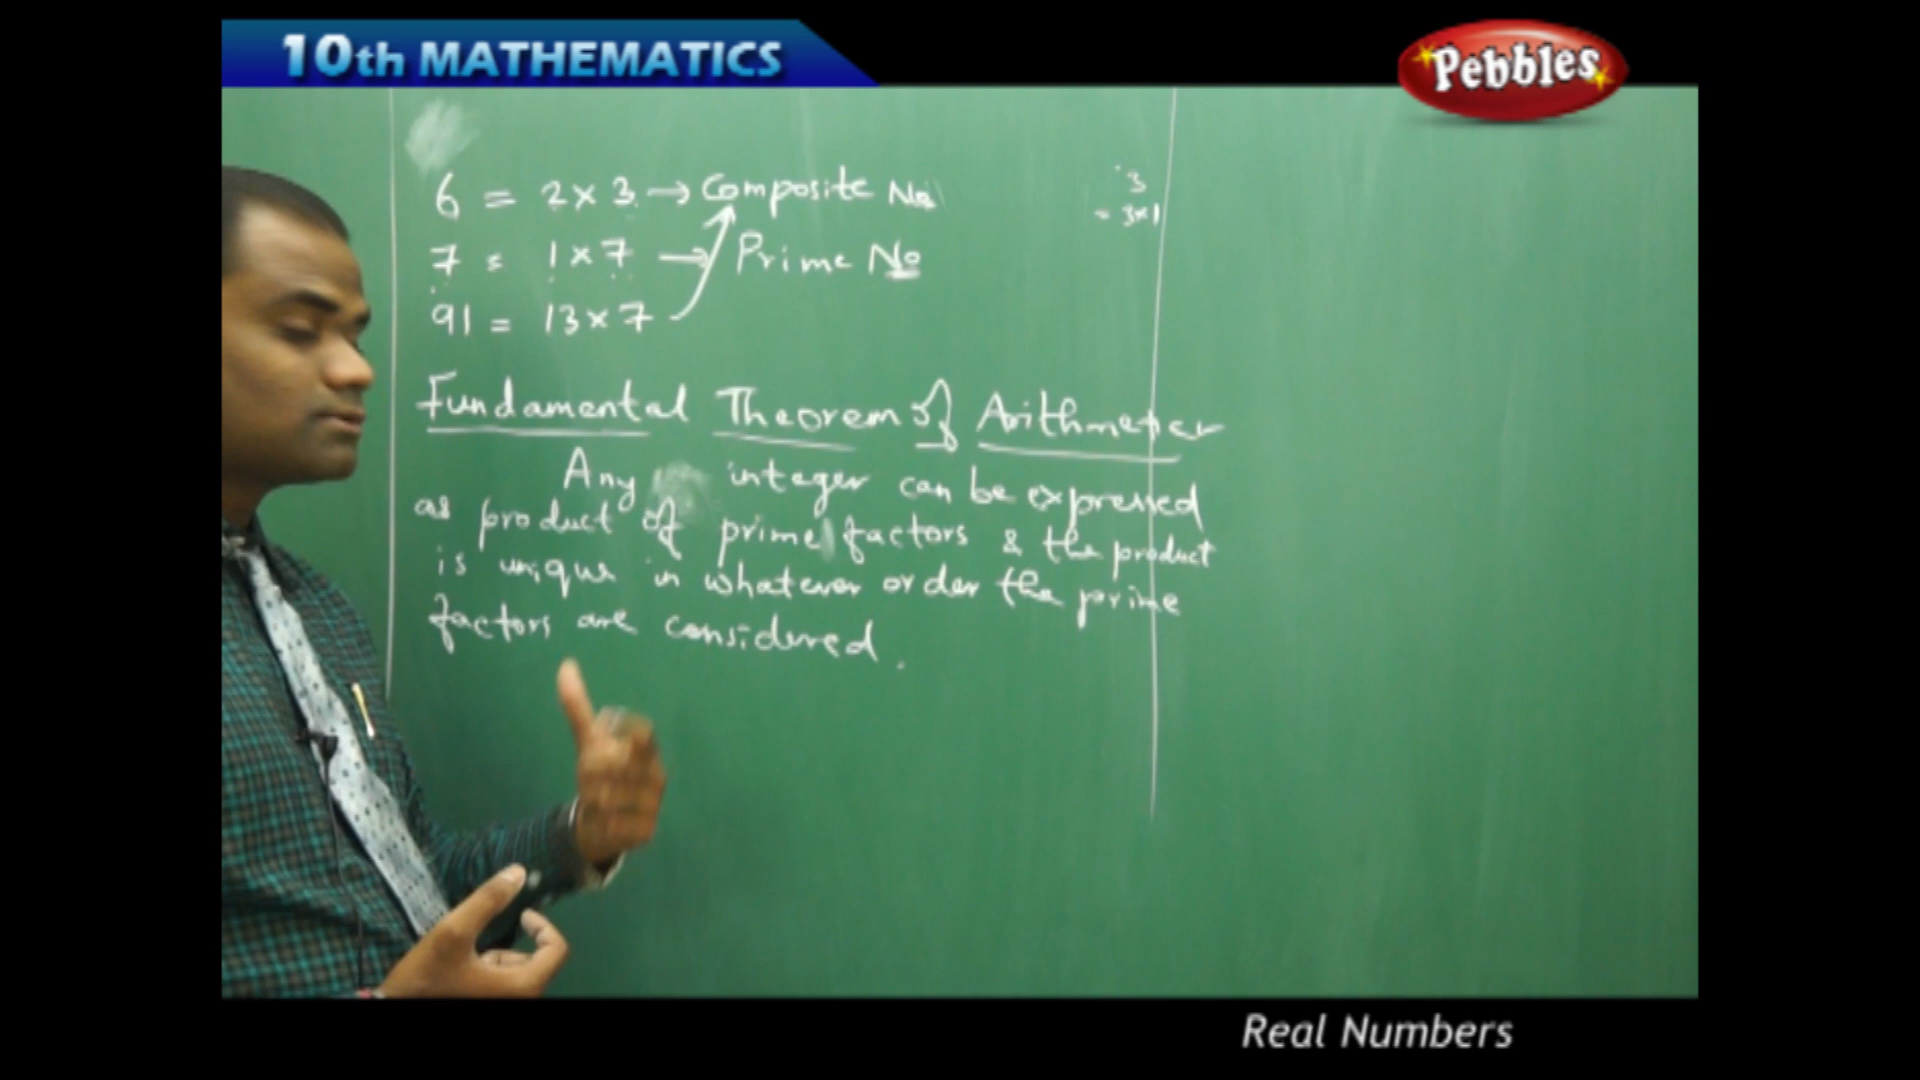 10th MATHEMATICS
Pebbles
6 = 2 × 3 → Composite No
7 = 1 × 7 → Prime No
91 = 13 × 7
3
= 3×1
Fundamental Theorem of Arithmetic
Any integer can be expressed
as product of prime factors & the product
is unique in whatever order the prime
factors are considered.
Real Numbers